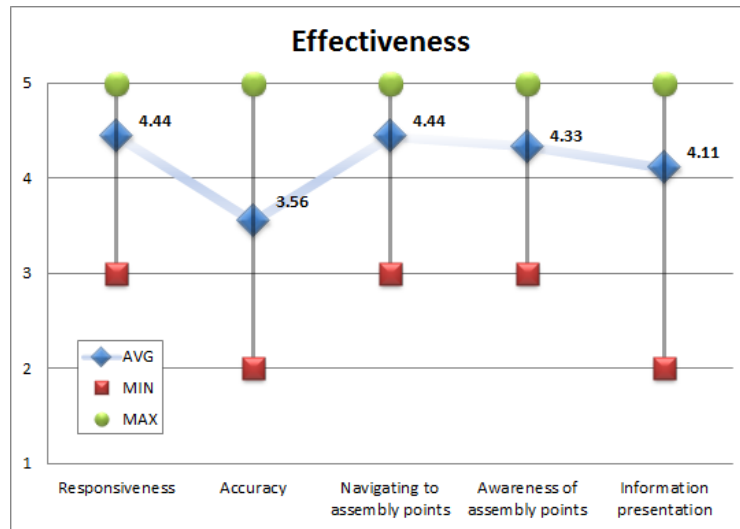 Effectiveness
5
4
3
2
1
4.44
3.56
4.44
4.33
4.11
AVG
MIN
MAX
Responsiveness
Accuracy
Navigating to
assembly points
Awareness of
assembly points
Information
presentation